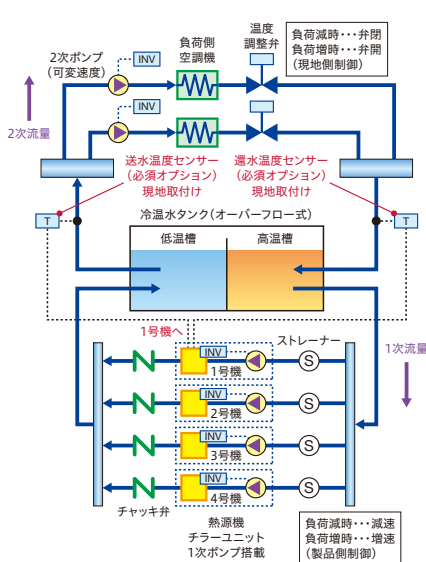 2次ポンプ
(可変速度)
INV
負荷側
空調機
温度
調整弁
負荷減時･･･弁閉
負荷増時･･･弁開
(現地側制御)
INV
2次流量
送水温度センサー
(必須オプション)
現地取付け
還水温度センサー
(必須オプション)
現地取付け
T
T
冷温水タンク(オーバーフロー式)
低温槽
高温槽
1号機へ
ストレーナー
1次流量
INV
S
1号機
INV
S
2号機
INV
S
3号機
INV
S
4号機
チャッキ弁
熱源機
チラーユニット
1次ポンプ搭載
負荷減時･･･減速
負荷増時･･･増速
(製品側制御)